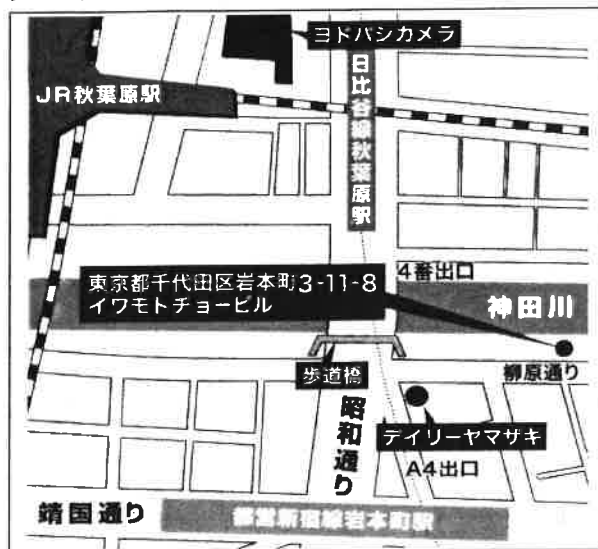 ヨドバシカメラ
JR秋葉原駅
日比谷線秋葉原駅
東京都千代田区岩本町3-11-8
イワモトチョービル
4番出口
神田川
歩道橋
柳原通り
昭和通り
デイリーヤマザキ
A4出口
靖国通り
都営新宿線岩本町駅